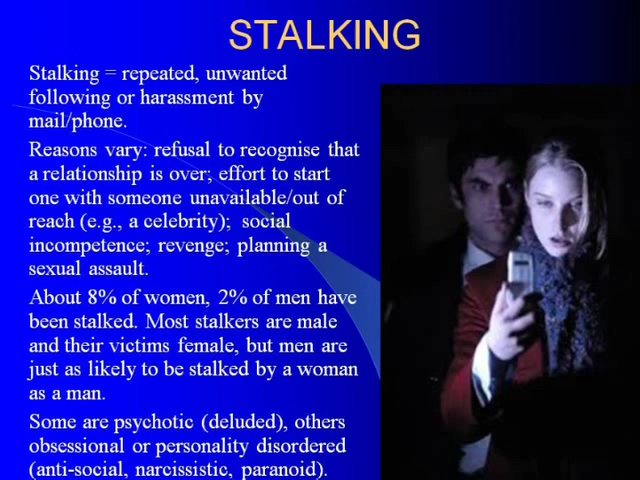 STALKING
Stalking = repeated, unwanted
following or harassment by
mail/phone.
Reasons vary: refusal to recognise that
a relationship is over; effort to start
one with someone unavailable/out of
reach (e.g., a celebrity); social
incompetence; revenge; planning a
sexual assault.
About 8% of women, 2% of men have
been stalked. Most stalkers are male
and their victims female, but men are
just as likely to be stalked by a woman
as a man.
Some are psychotic (deluded), others
obsessional or personality disordered
(anti-social, narcissistic, paranoid).